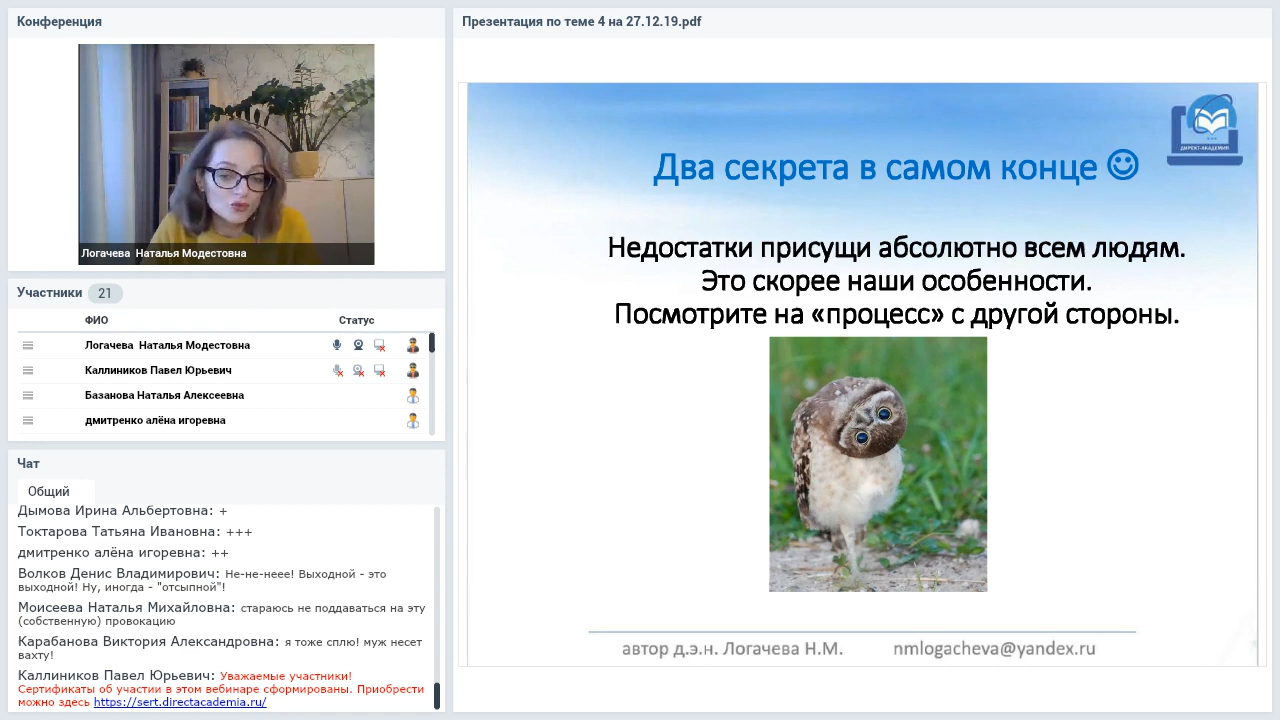 Конференция
Логачева  Наталья Модестовна
Участники 21
ФИО Статус
Логачева  Наталья Модестовна
Каллиников Павел Юрьевич
Базанова Наталья Алексеевна
дмитренко алёна игоревна
Чат
Общий
Дымова Ирина Альбертовна: +
Токтарова Татьяна Ивановна: +++
дмитренко алёна игоревна: ++
Волков Денис Владимирович: Не-не-неее! Выходной - это
выходной! Ну, иногда - "отсыпной"!
Моисеева Наталья Михайловна: стараюсь не поддаваться на эту
(собственную) провокацию
Карабанова Виктория Александровна: я тоже сплю! муж несет
вахту!
Каллиников Павел Юрьевич: Уважаемые участники!
Сертификаты об участии в этом вебинаре сформированы. Приобрести
можно здесь https://sert.directacademia.ru/
Презентация по теме 4 на 27.12.19.pdf
ДИРЕКТ-АКАДЕМИЯ
Два секрета в самом конце ☺
Недостатки присущи абсолютно всем людям.
Это скорее наши особенности.
Посмотрите на «процесс» с другой стороны.
автор д.э.н. Логачева Н.М. nmlogacheva@yandex.ru